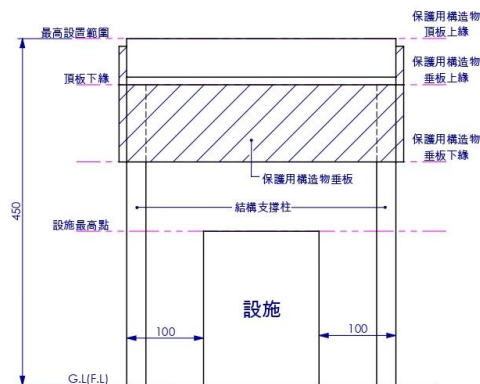 保護用構造物
頂板上緣
最高設置範圍
保護用構造物
垂板上緣
頂板下緣
保護用構造物
垂板下緣
保護用構造物垂板
結構支撐柱
450
設施最高點
設施
100
100
G.L(F.L)